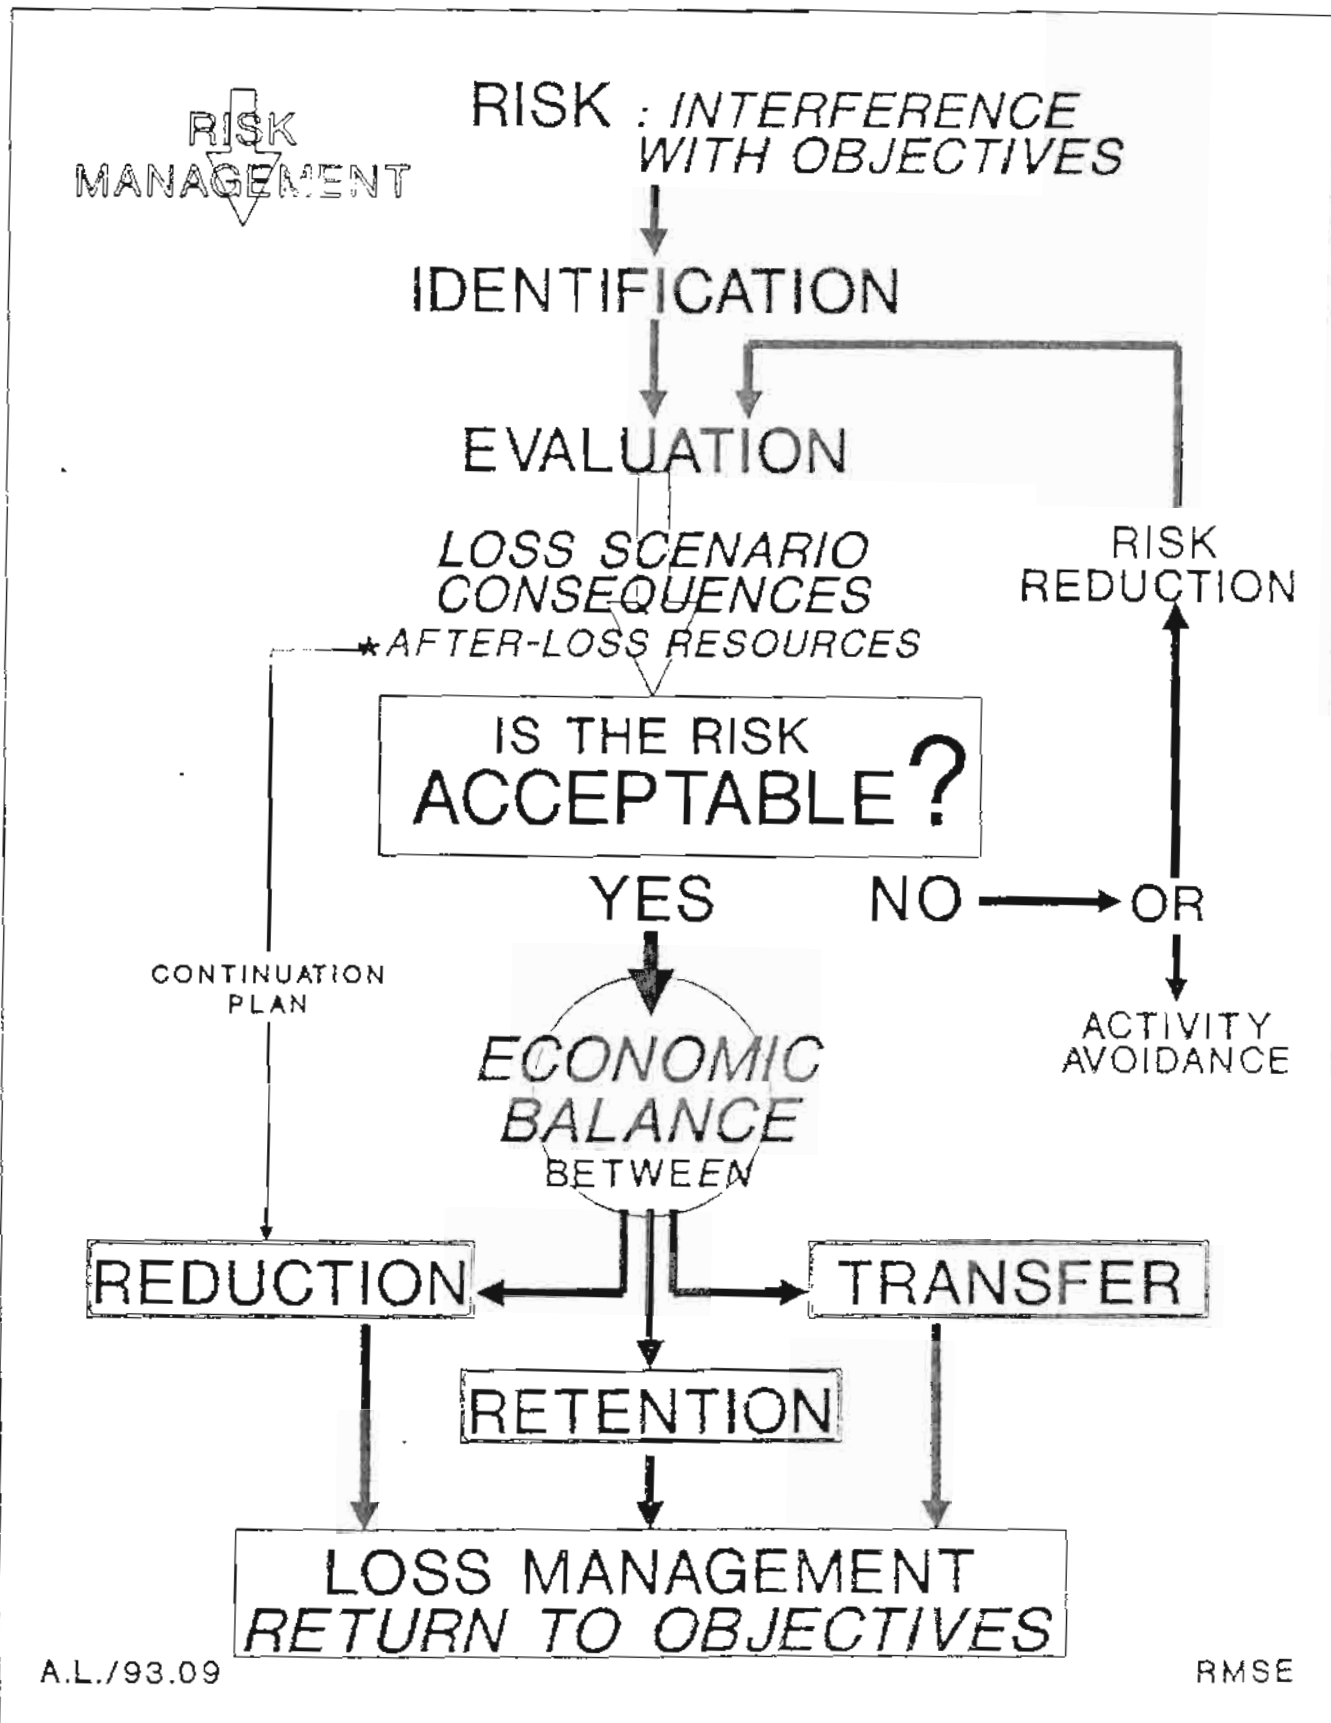 RISK
MANAGEMENT
RISK : INTERFERENCE
WITH OBJECTIVES
IDENTIFICATION
EVALUATION
LOSS SCENARIO
CONSEQUENCES
★ AFTER-LOSS RESOURCES
RISK
REDUCTION
IS THE RISK
ACCEPTABLE ?
YES
NO
OR
CONTINUATION
PLAN
ACTIVITY
AVOIDANCE
ECONOMIC
BALANCE
BETWEEN
REDUCTION
TRANSFER
RETENTION
LOSS MANAGEMENT
RETURN TO OBJECTIVES
A.L./93.09
RMSE